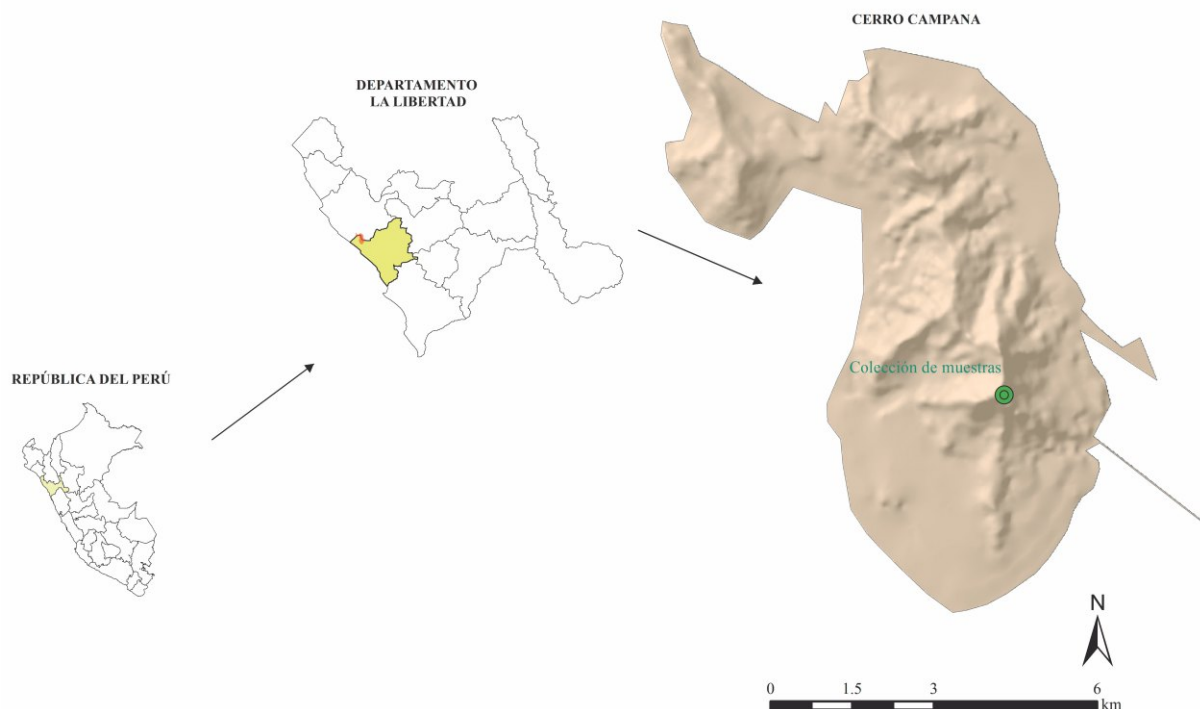 CERRO CAMPANA
DEPARTAMENTO
LA LIBERTAD
REPÚBLICA DEL PERÚ
Colección de muestras
N
0 1.5 3 6
km